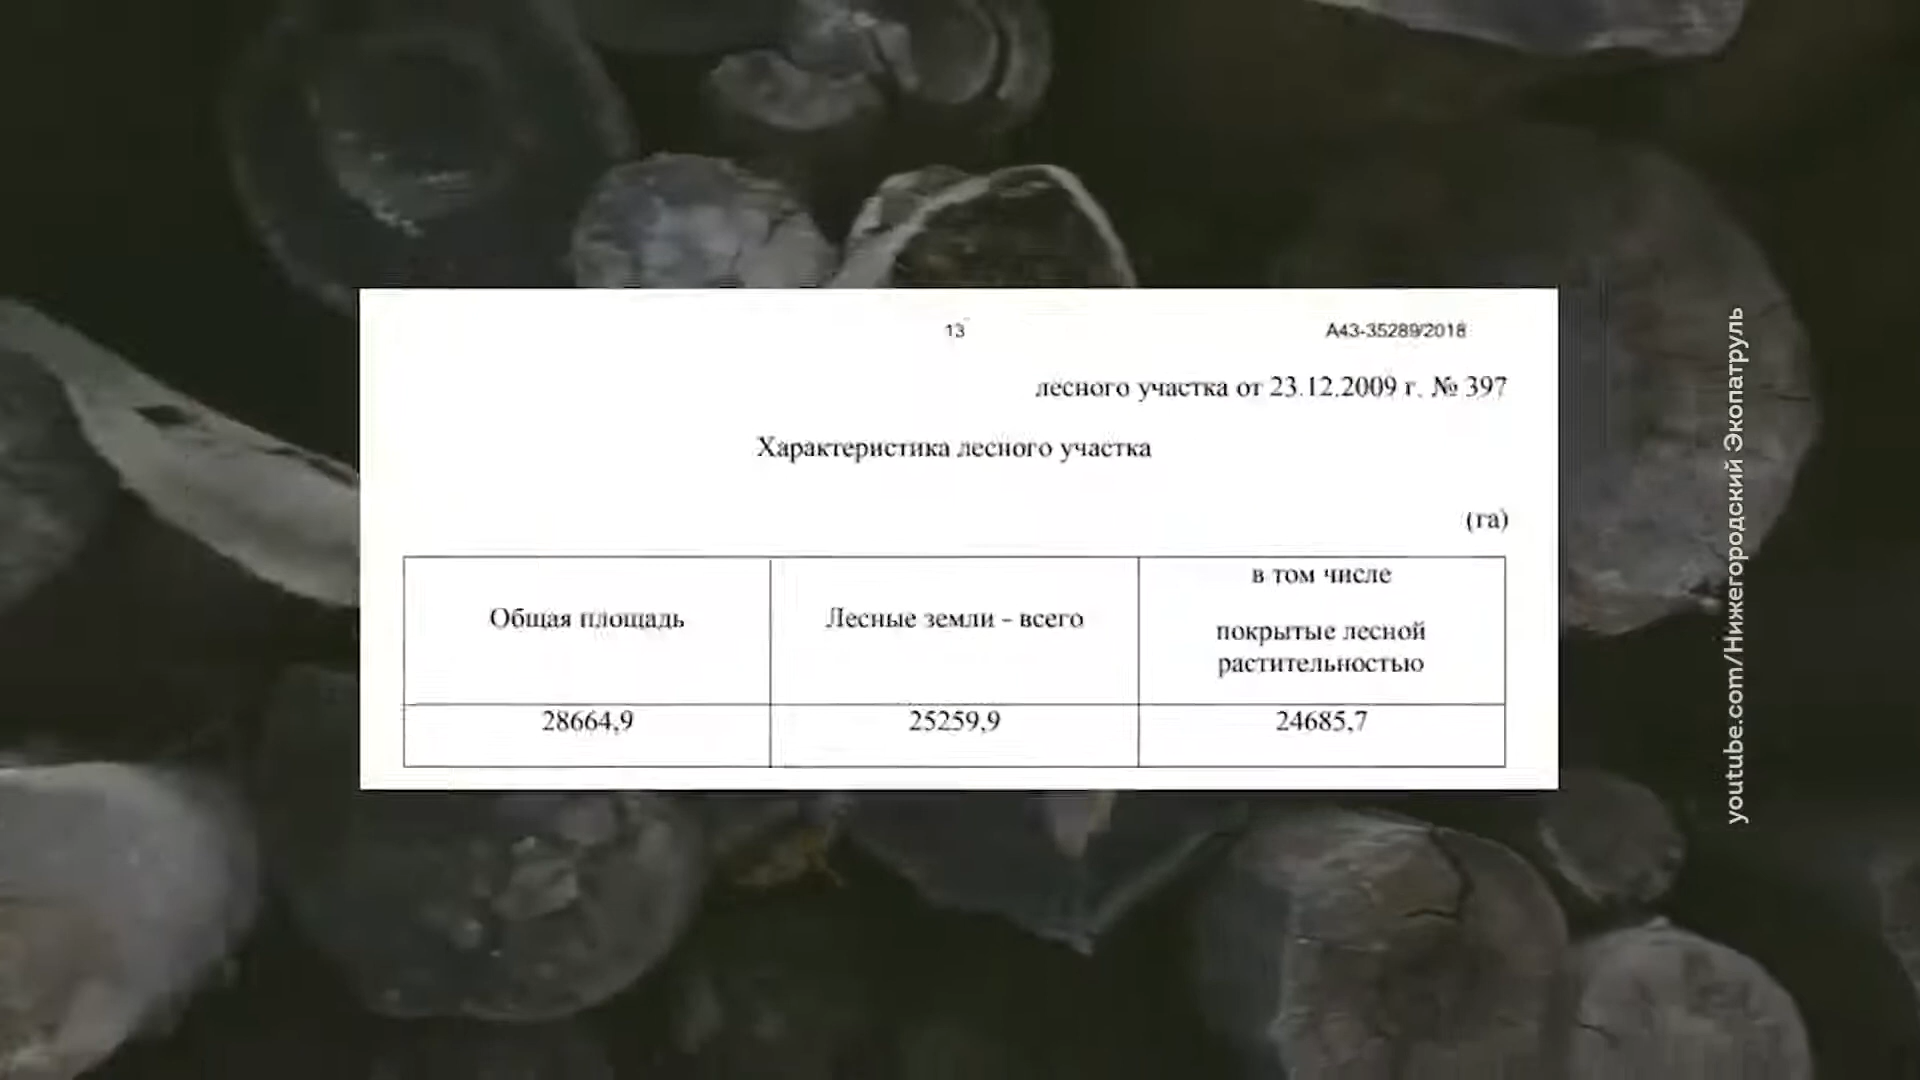 13
А43-35289/2018
лесного участка от 23.12.2009 г. № 397
Характеристика лесного участка
(га)
Общая площадь
Лесные земли - всего
в том числе
покрытые лесной
растительностью
28664,9
25259,9
24685,7
youtube.com/Нижегородский Экопатруль